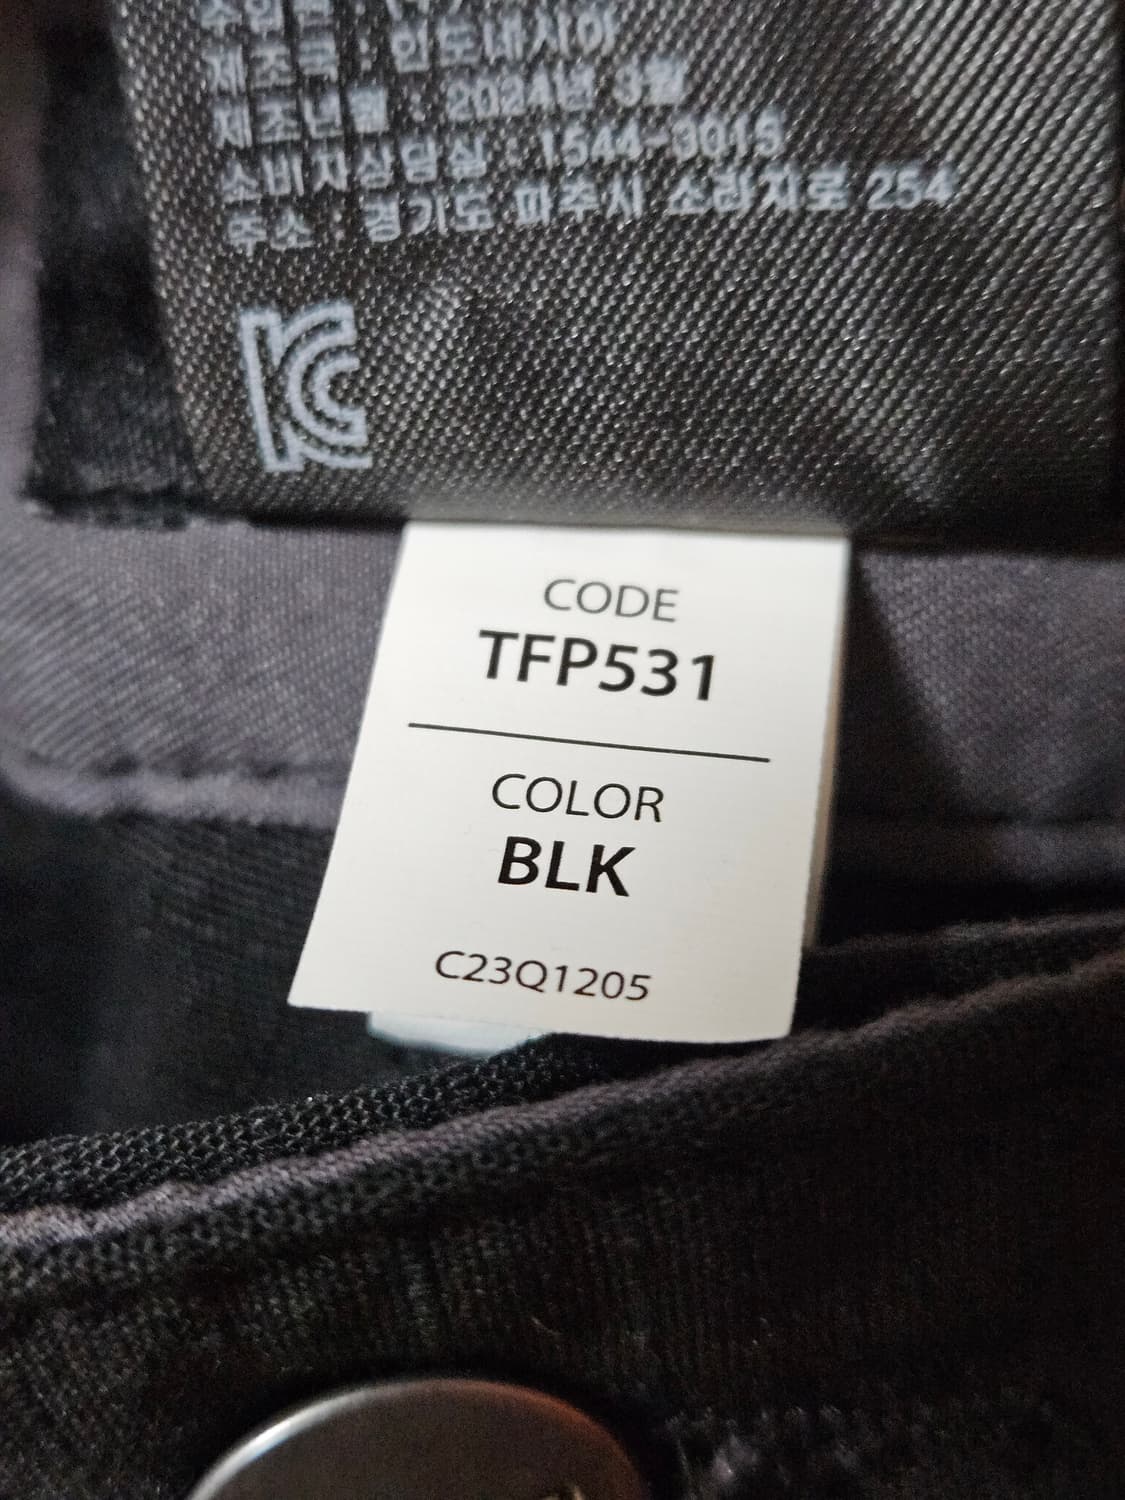 제조국 : 인도네시아
제조년월 : 2024년 3월
소비자상담실 : 1544-3015
주소 : 경기도 파주시 소라지로 254
KC
CODE
TFP531
COLOR
BLK
C23Q1205